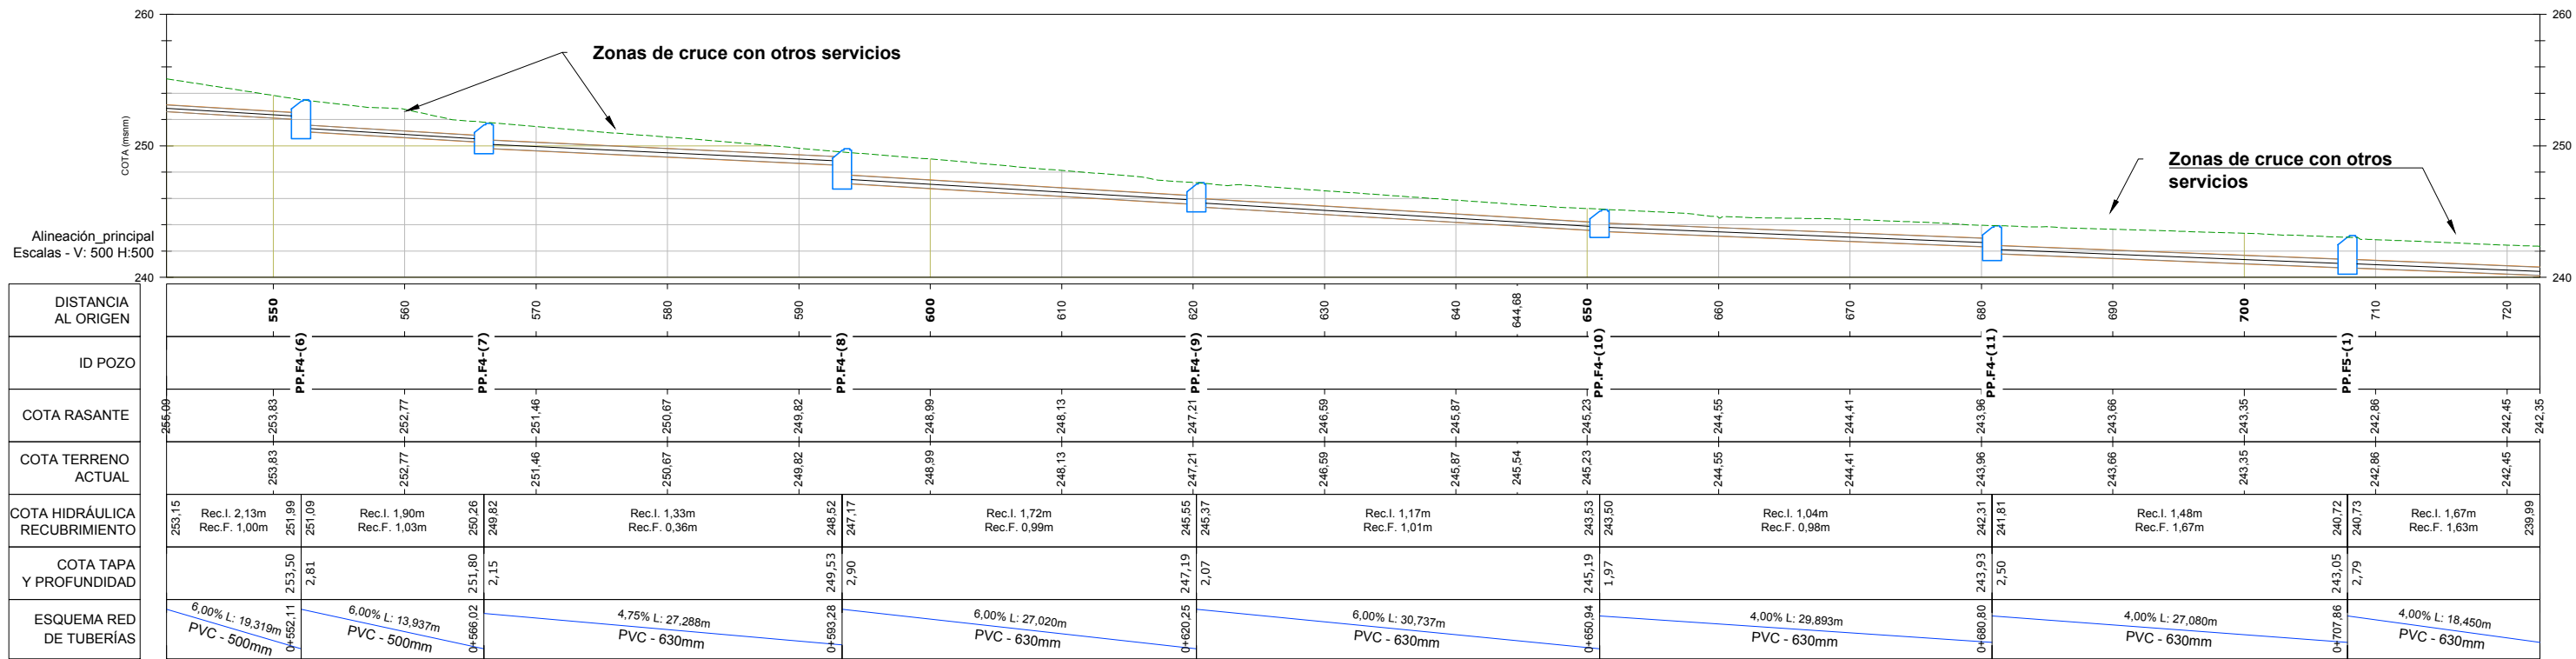 260
260
Zonas de cruce con otros servicios
COTA (msnm)
250
250
Zonas de cruce con otros
servicios
Alineación_principal
Escalas - V: 500 H:500
240
240
DISTANCIA
AL ORIGEN
550
560
570
580
590
600
610
620
630
640
644,68
650
660
670
680
690
700
710
720
ID POZO
PP.F4-(6)
PP.F4-(7)
PP.F4-(8)
PP.F4-(9)
PP.F4-(10)
PP.F4-(11)
PP.F5-(1)
COTA RASANTE
255,09
253,83
252,77
251,46
250,67
249,82
248,99
248,13
247,21
246,59
245,87
245,23
244,55
244,41
243,96
243,66
243,35
242,86
242,45
242,35
COTA TERRENO
ACTUAL
253,83
252,77
251,46
250,67
249,82
248,99
248,13
247,21
246,59
245,87
245,54
245,23
244,55
244,41
243,96
243,66
243,35
242,86
242,45
COTA HIDRÁULICA
RECUBRIMIENTO
253,15
Rec.I. 2,13m
Rec.F. 1,00m
251,99
251,09
Rec.I. 1,90m
Rec.F. 1,03m
250,26
249,82
Rec.I. 1,33m
Rec.F. 0,36m
248,52
247,17
Rec.I. 1,72m
Rec.F. 0,99m
245,55
245,37
Rec.I. 1,17m
Rec.F. 1,01m
243,53
243,50
Rec.I. 1,04m
Rec.F. 0,98m
242,31
241,81
Rec.I. 1,48m
Rec.F. 1,67m
240,72
240,73
Rec.I. 1,67m
Rec.F. 1,63m
239,99
COTA TAPA
Y PROFUNDIDAD
253,50
2,81
251,80
2,15
249,53
2,90
247,19
2,07
245,19
1,97
243,93
2,50
243,05
2,79
ESQUEMA RED
DE TUBERÍAS
6,00% L: 19,319m
PVC - 500mm
0+552,11
6,00% L: 13,937m
PVC - 500mm
0+566,02
4,75% L: 27,288m
PVC - 630mm
0+593,28
6,00% L: 27,020m
PVC - 630mm
0+620,25
6,00% L: 30,737m
PVC - 630mm
0+650,94
4,00% L: 29,893m
PVC - 630mm
0+680,80
4,00% L: 27,080m
PVC - 630mm
0+707,86
4,00% L: 18,450m
PVC - 630mm